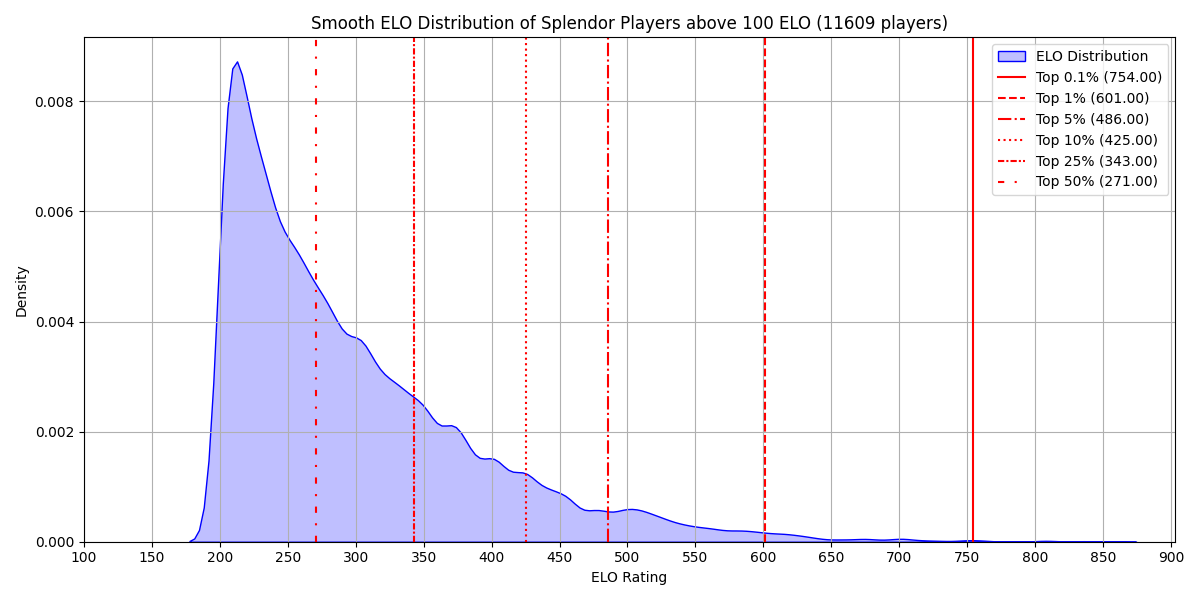 Smooth ELO Distribution of Splendor Players above 100 ELO (11609 players)
ELO Distribution
Top 0.1% (754.00)
Top 1% (601.00)
Top 5% (486.00)
Top 10% (425.00)
Top 25% (343.00)
Top 50% (271.00)
Density
0.008
0.006
0.004
0.002
0.000
100 150 200 250 300 350 400 450 500 550 600 650 700 750 800 850 900
ELO Rating